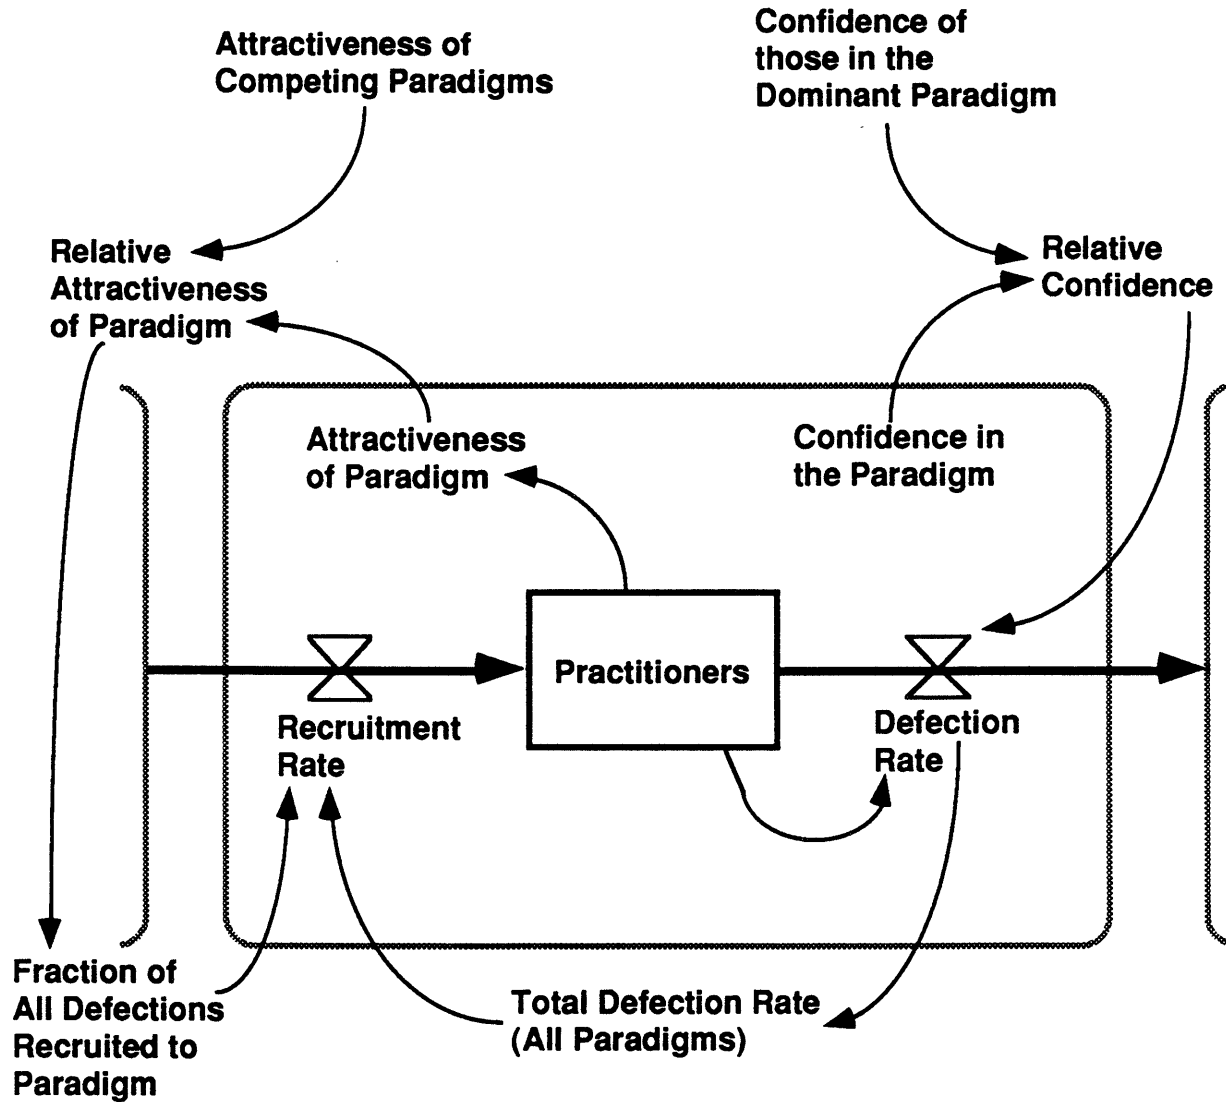 Attractiveness of
Competing Paradigms
Confidence of
those in the
Dominant Paradigm
Relative
Attractiveness
of Paradigm
Relative
Confidence
Attractiveness
of Paradigm
Confidence in
the Paradigm
Practitioners
Recruitment
Rate
Defection
Rate
Fraction of
All Defections
Recruited to
Paradigm
Total Defection Rate
(All Paradigms)